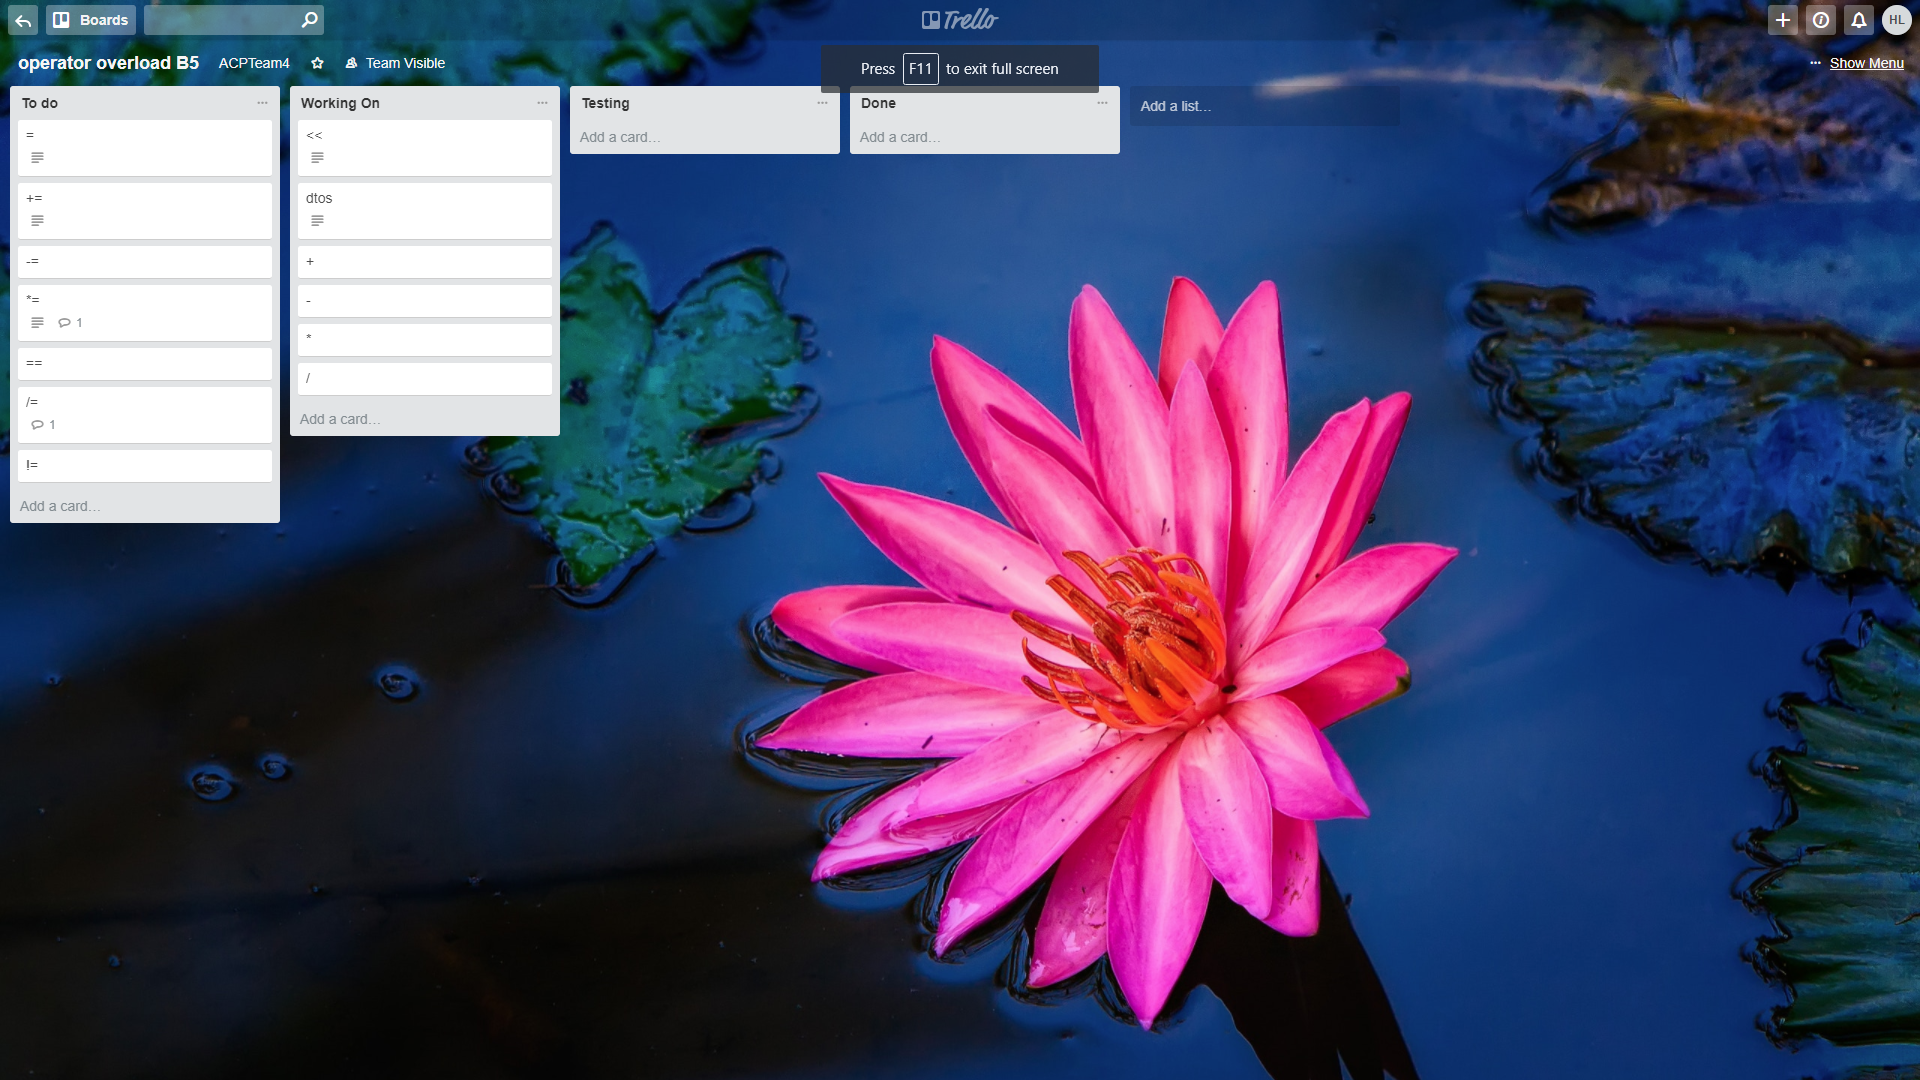 Boards
Trello
HL
operator overload B5
ACPTeam4
Team Visible
Press F11 to exit full screen
Show Menu
To do
=
+=
-=
*=
1
==
/=
1
!=
Add a card...
Working On
<<
dtos
+
-
*
/
Add a card...
Testing
Add a card...
Done
Add a card...
Add a list...